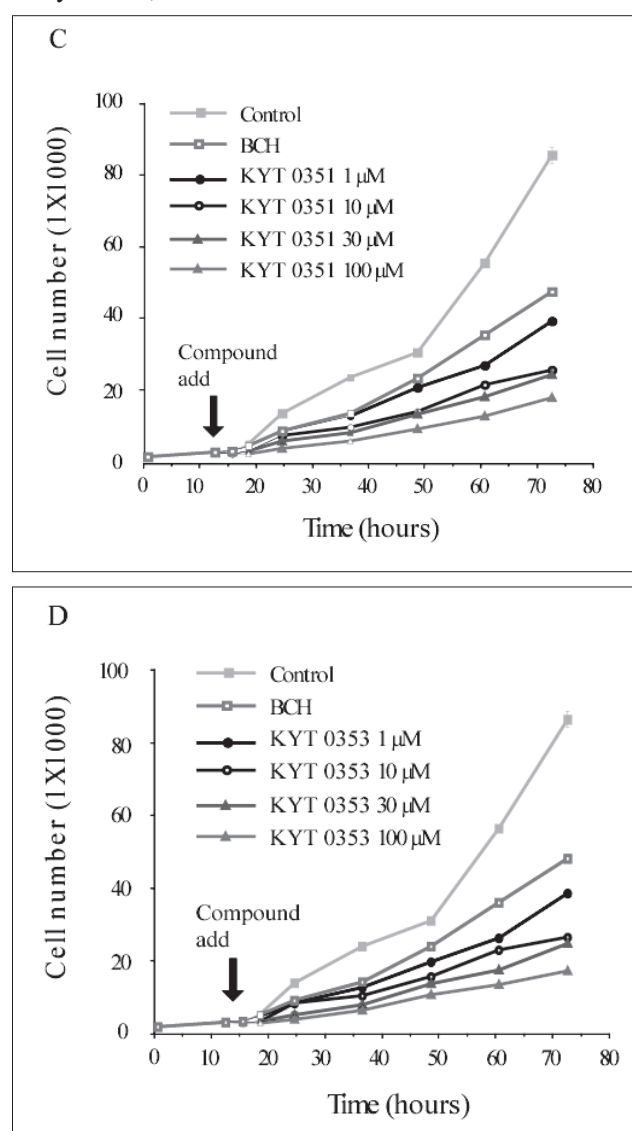 C
Cell number (1X1000)
100
80
60
40
20
0
Control
BCH
KYT 0351 1 μM
KYT 0351 10 μM
KYT 0351 30 μM
KYT 0351 100 μM
Compound
add
0 10 20 30 40 50 60 70 80
Time (hours)
D
Cell number (1X1000)
100
80
60
40
20
0
Control
BCH
KYT 0353 1 μM
KYT 0353 10 μM
KYT 0353 30 μM
KYT 0353 100 μM
Compound
add
0 10 20 30 40 50 60 70 80
Time (hours)